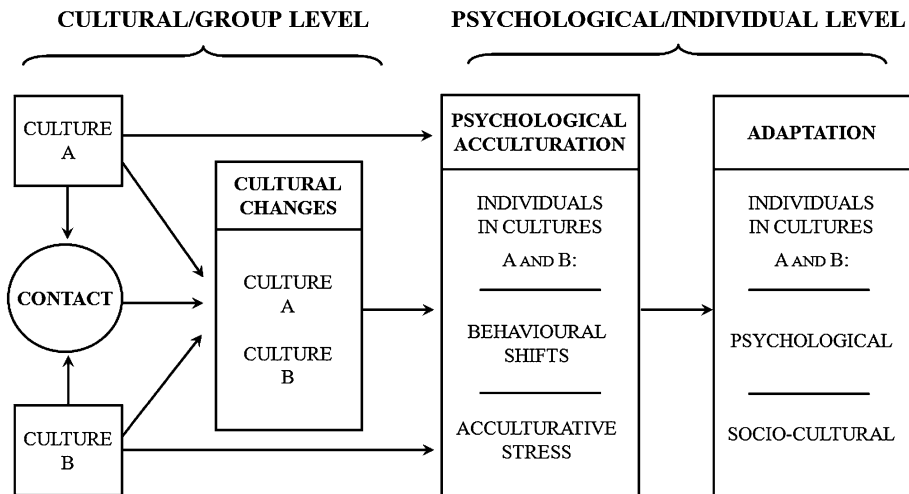 CULTURAL/GROUP LEVEL
PSYCHOLOGICAL/INDIVIDUAL LEVEL
CULTURE
A
CONTACT
CULTURE
B
CULTURAL
CHANGES
CULTURE
A
CULTURE
B
PSYCHOLOGICAL
ACCULTURATION
INDIVIDUALS
IN CULTURES
A AND B:
BEHAVIOURAL
SHIFTS
ACCULTURATIVE
STRESS
ADAPTATION
INDIVIDUALS
IN CULTURES
A AND B:
PSYCHOLOGICAL
SOCIO-CULTURAL